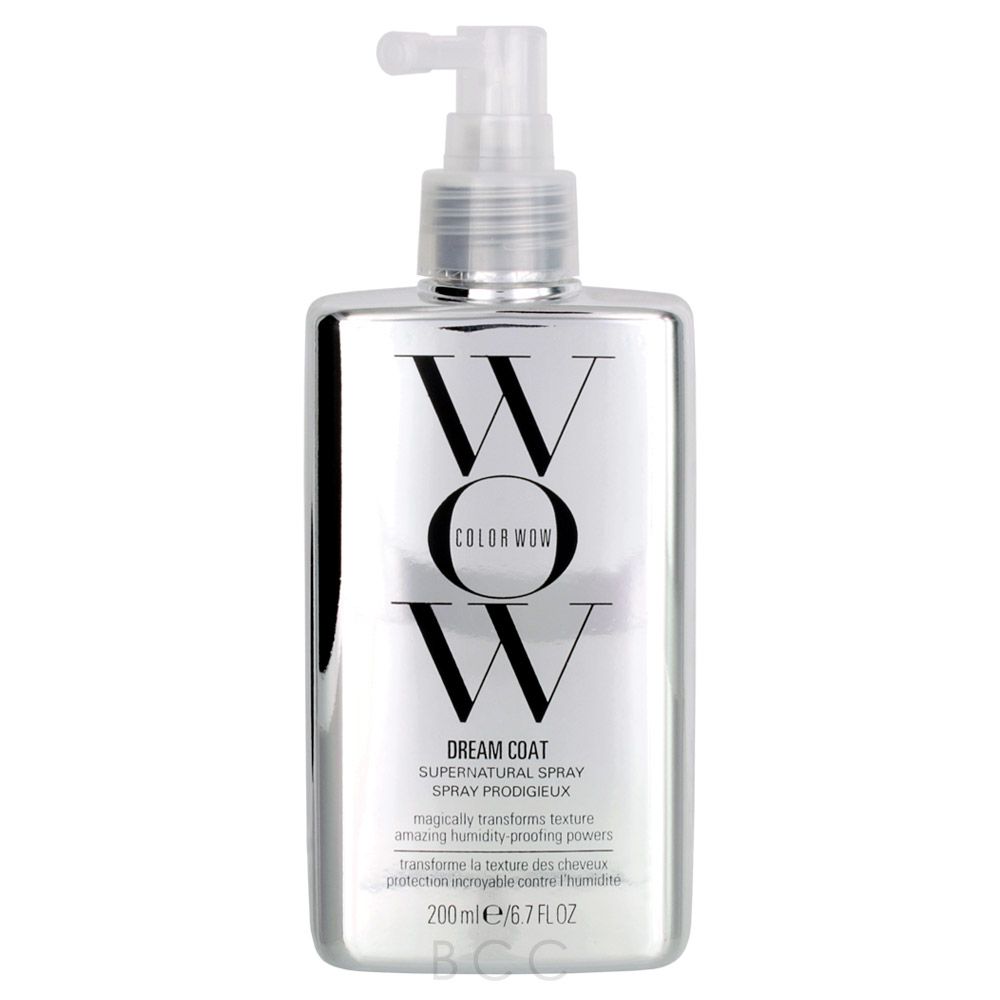 W
O
COLOR WOW
W
DREAM COAT
SUPERNATURAL SPRAY
SPRAY PRODIGIEUX
magically transforms texture
amazing humidity-proofing powers
transforme la texture des cheveux
protection incroyable contre l'humidité
200 ml ℮/6.7 FL OZ
BCC